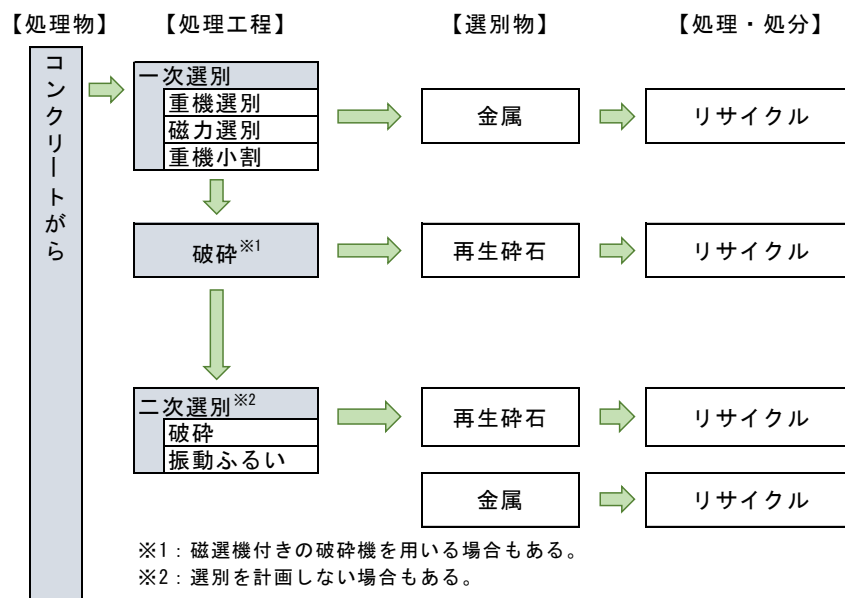 【処理物】 【処理工程】 【選別物】 【処理・処分】
コンクリートがら
一次選別
重機選別
磁力選別
重機小割
金属
リサイクル
破砕※1
再生砕石
リサイクル
二次選別※2
破砕
振動ふるい
再生砕石
リサイクル
金属
リサイクル
※1：磁選機付きの破砕機を用いる場合もある。
※2：選別を計画しない場合もある。